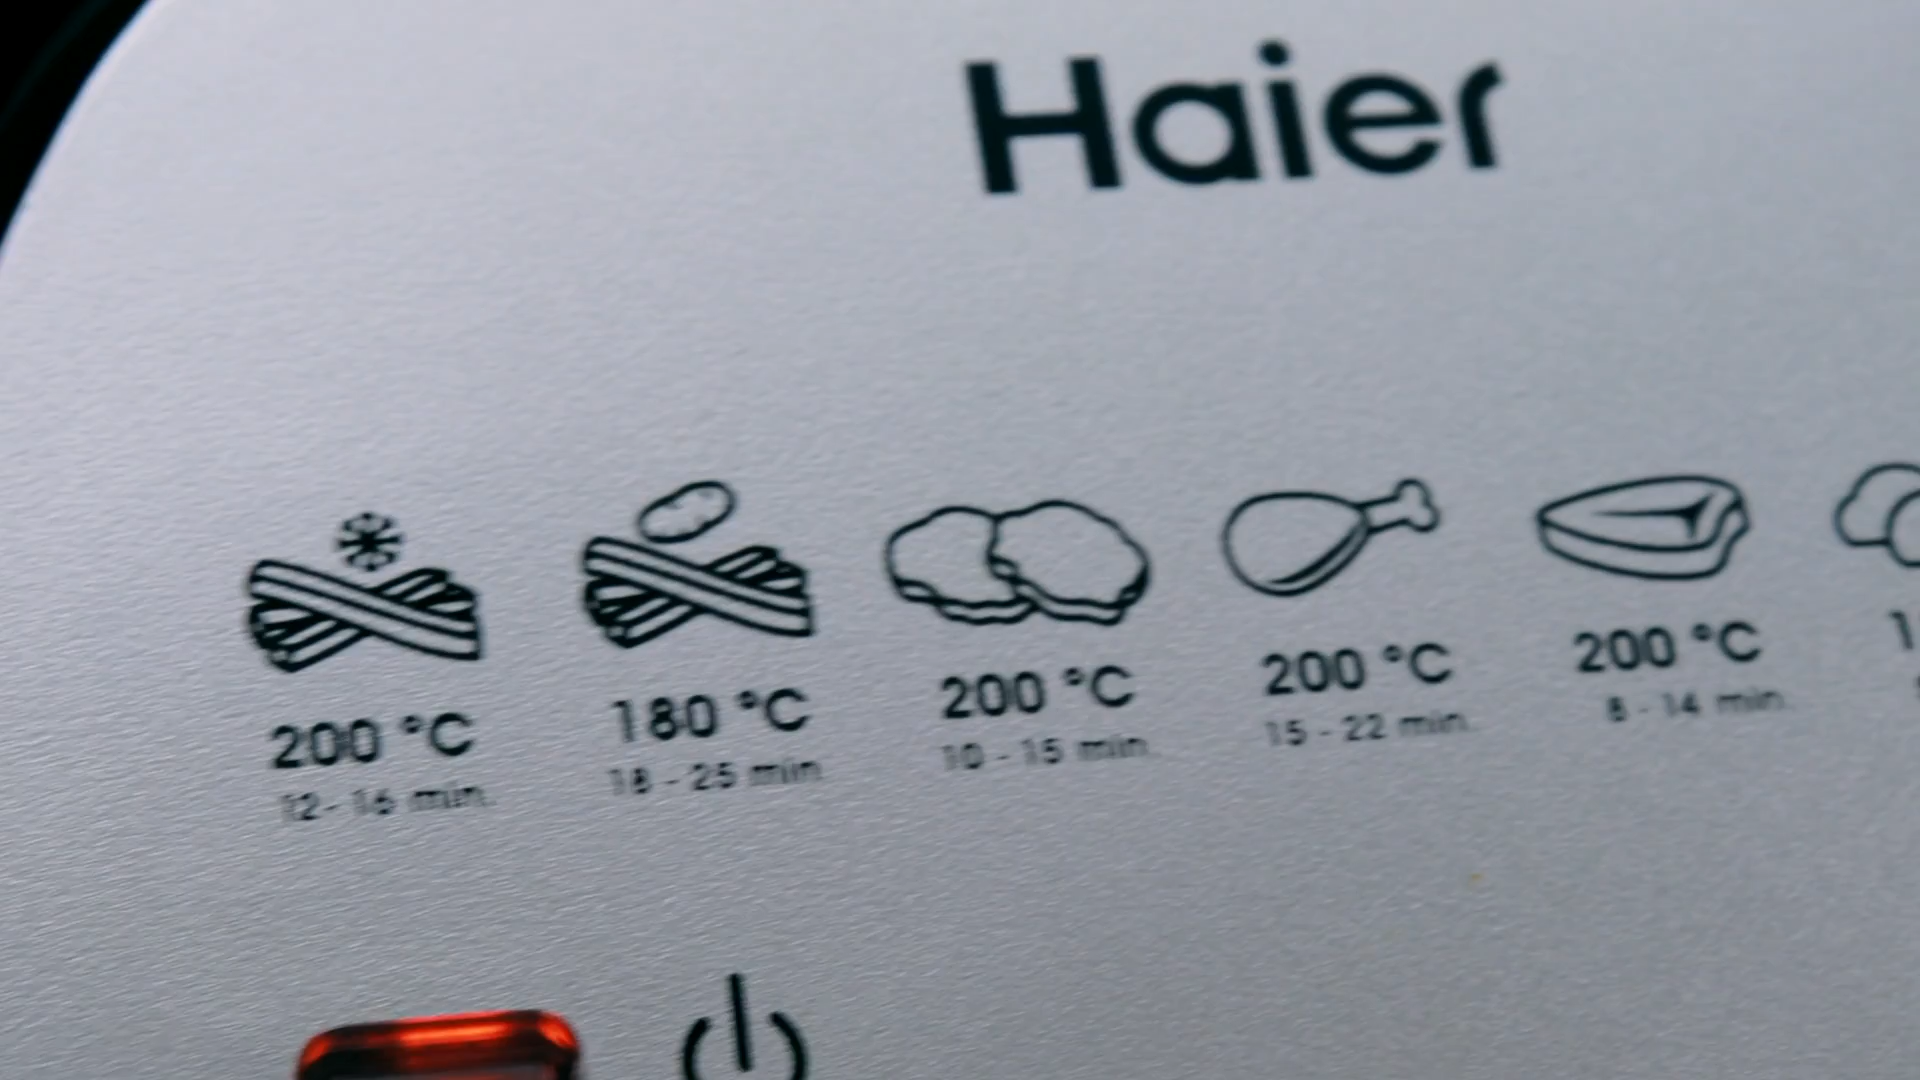 Haier
200 °C
12- 16 min.
180 °C
18 - 25 min.
200 °C
10 - 15 min.
200 °C
15 - 22 min.
200 °C
8 - 14 min.